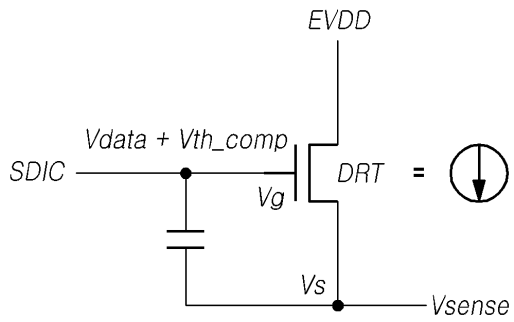 EVDD
Vdata + Vth_comp
SDIC
Vg
DRT =
Vs
Vsense